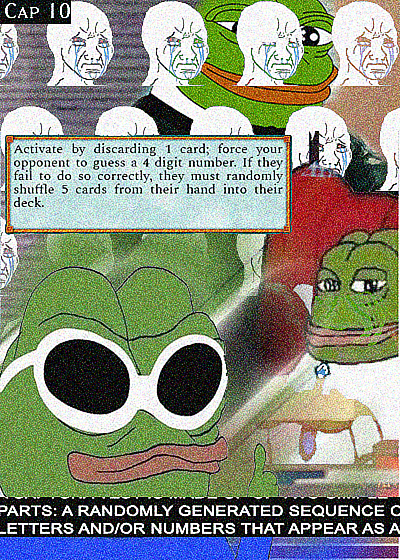 CAP 10
Activate by discarding 1 card; force your
opponent to guess a 4 digit number. If they
fail to do so correctly, they must randomly
shuffle 5 cards from their hand into their
deck.
PARTS: A RANDOMLY GENERATED SEQUENCE O
LETTERS AND/OR NUMBERS THAT APPEAR AS A